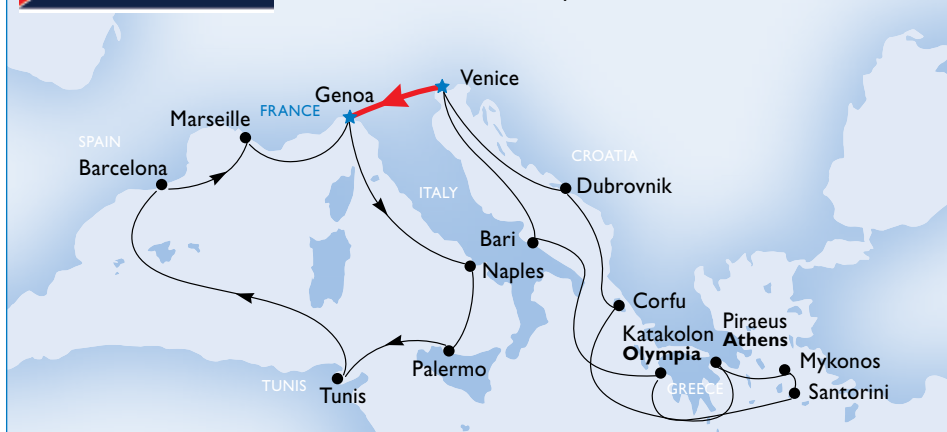 Venice
Genoa
FRANCE
Marseille
SPAIN
Barcelona
CROATIA
Dubrovnik
ITALY
Bari
Naples
Corfu
Katakolon
Olympia
Piraeus
Athens
Mykonos
Palermo
GREECE
Santorini
TUNIS
Tunis